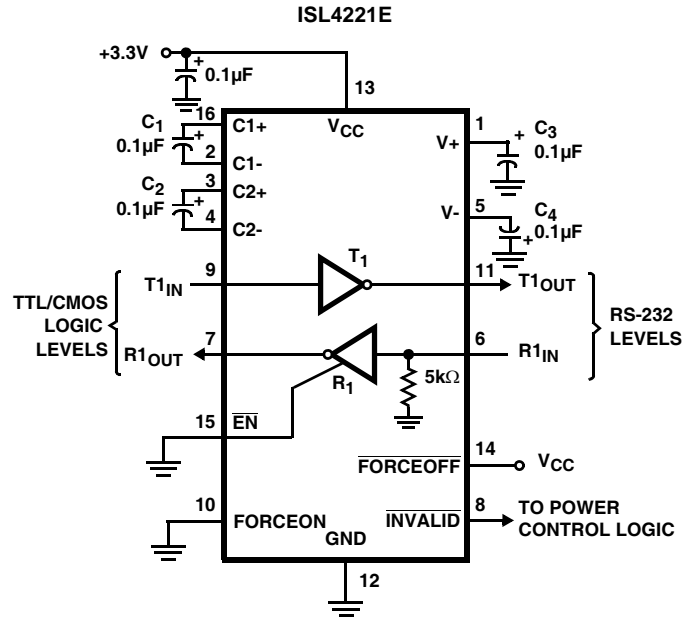 ISL4221E
+3.3V
+
0.1µF
13
16
C1
0.1µF
+
2
C1+
C1-
VCC
1
V+
+
C3
0.1µF
3
C2
0.1µF
+
4
C2+
C2-
5
V-
C4
0.1µF
+
T1
9
T1IN
11
T1OUT
TTL/CMOS
LOGIC
LEVELS
RS-232
LEVELS
7
R1OUT
6
R1IN
R1
5kΩ
15
EN
14
FORCEOFF
VCC
10
FORCEON
8
INVALID
TO POWER
CONTROL LOGIC
GND
12